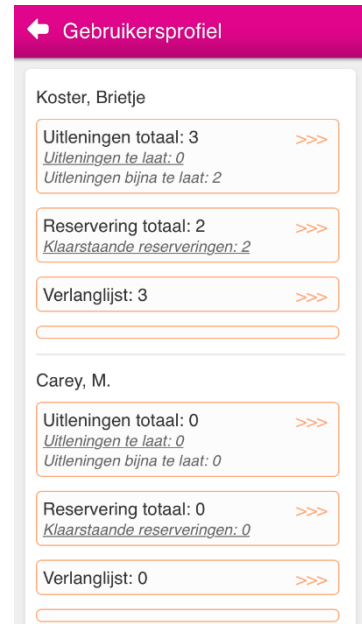 Gebruikersprofiel
Koster, Brietje
Uitleningen totaal: 3 >>>
Uitleningen te laat: 0
Uitleningen bijna te laat: 2
Reservering totaal: 2 >>>
Klaarstaande reserveringen: 2
Verlanglijst: 3 >>>
Carey, M.
Uitleningen totaal: 0 >>>
Uitleningen te laat: 0
Uitleningen bijna te laat: 0
Reservering totaal: 0 >>>
Klaarstaande reserveringen: 0
Verlanglijst: 0 >>>